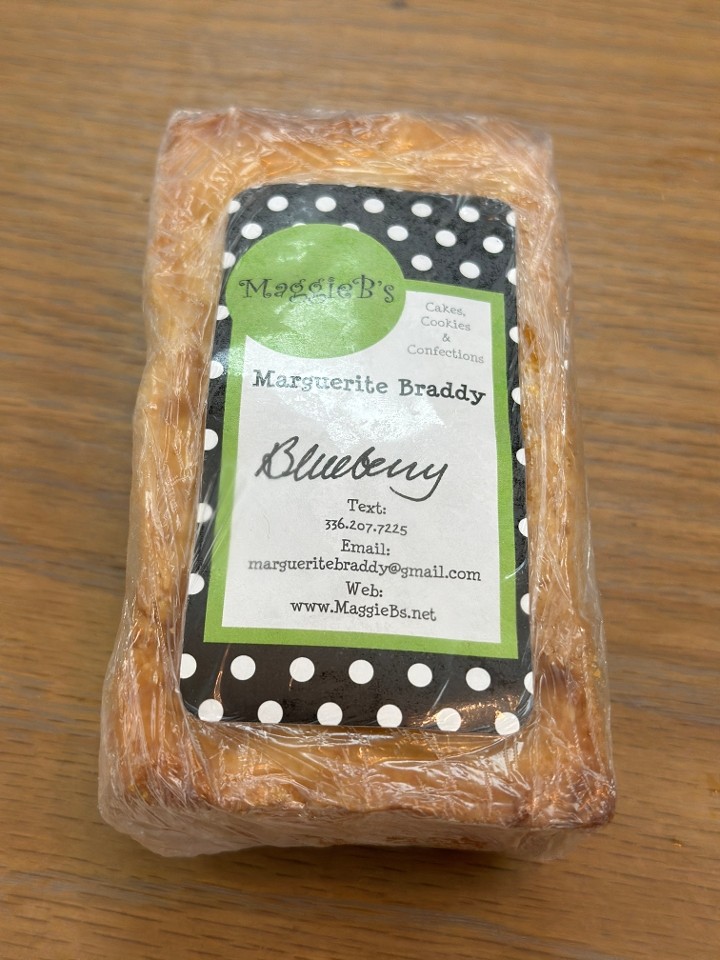 MaggieB's
Cakes,
Cookies
&
Confections
Marguerite Braddy
Blueberry
Text:
336.207.7225
Email:
margueritebraddy@gmail.com
Web:
www.MaggieBs.net